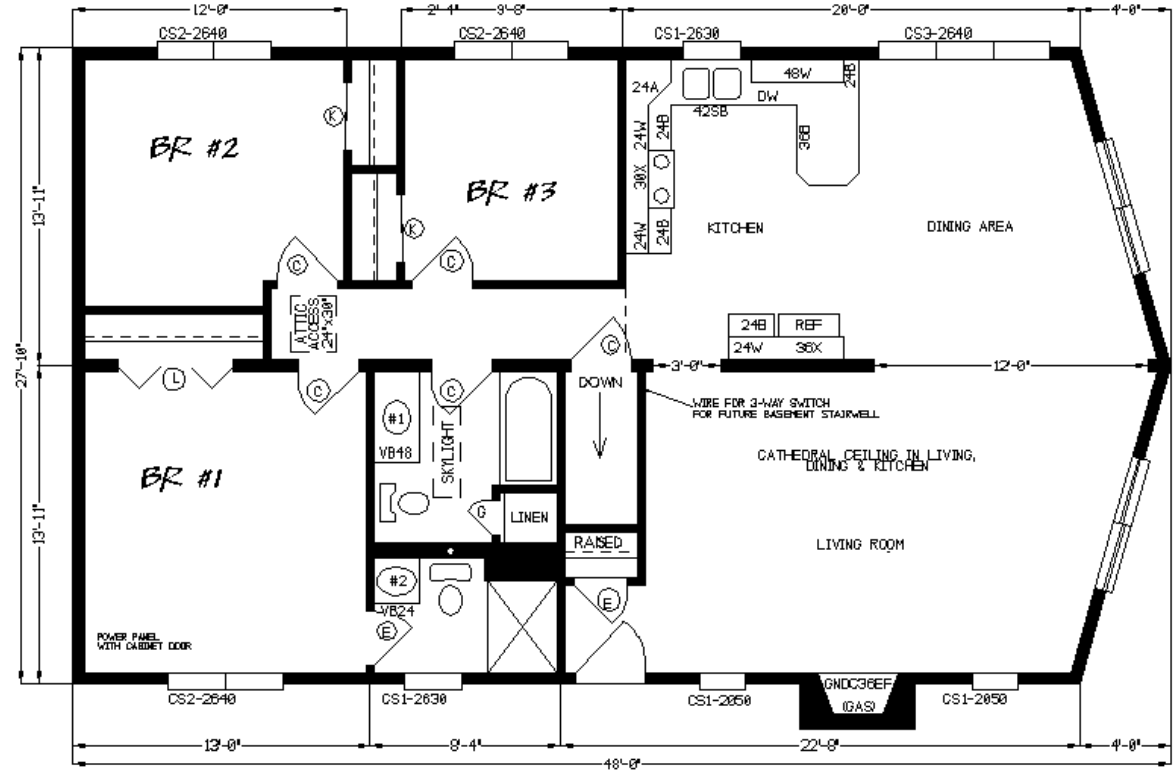 12'-0"
2'-4"
9'-8"
20'-0"
4'-0"
CS2-2640
CS2-2640
CS1-2630
CS3-2640
24A
48W
24B
DW
42SB
24W
24B
36B
30X
24W
24B
K
K
BR #2
BR #3
KITCHEN
DINING AREA
13'-11"
27'-10"
C
C
ATTIC
ACCESS
24"x30"
24B
REF
24W
36X
C
3'-0"
12'-0"
L
C
C
DOWN
WIRE FOR 3-WAY SWITCH
FOR FUTURE BASEMENT STAIRWELL
#1
VB48
SKYLIGHT
CATHEDRAL CEILING IN LIVING,
DINING & KITCHEN
BR #1
13'-11"
G
LINEN
RAISED
LIVING ROOM
#2
VB24
E
E
POWER PANEL
WITH CABINET DOOR
CS2-2640
CS1-2630
CS1-2050
GNDC36EF
(GAS)
CS1-2050
13'-0"
8'-4"
22'-8"
4'-0"
48'-0"